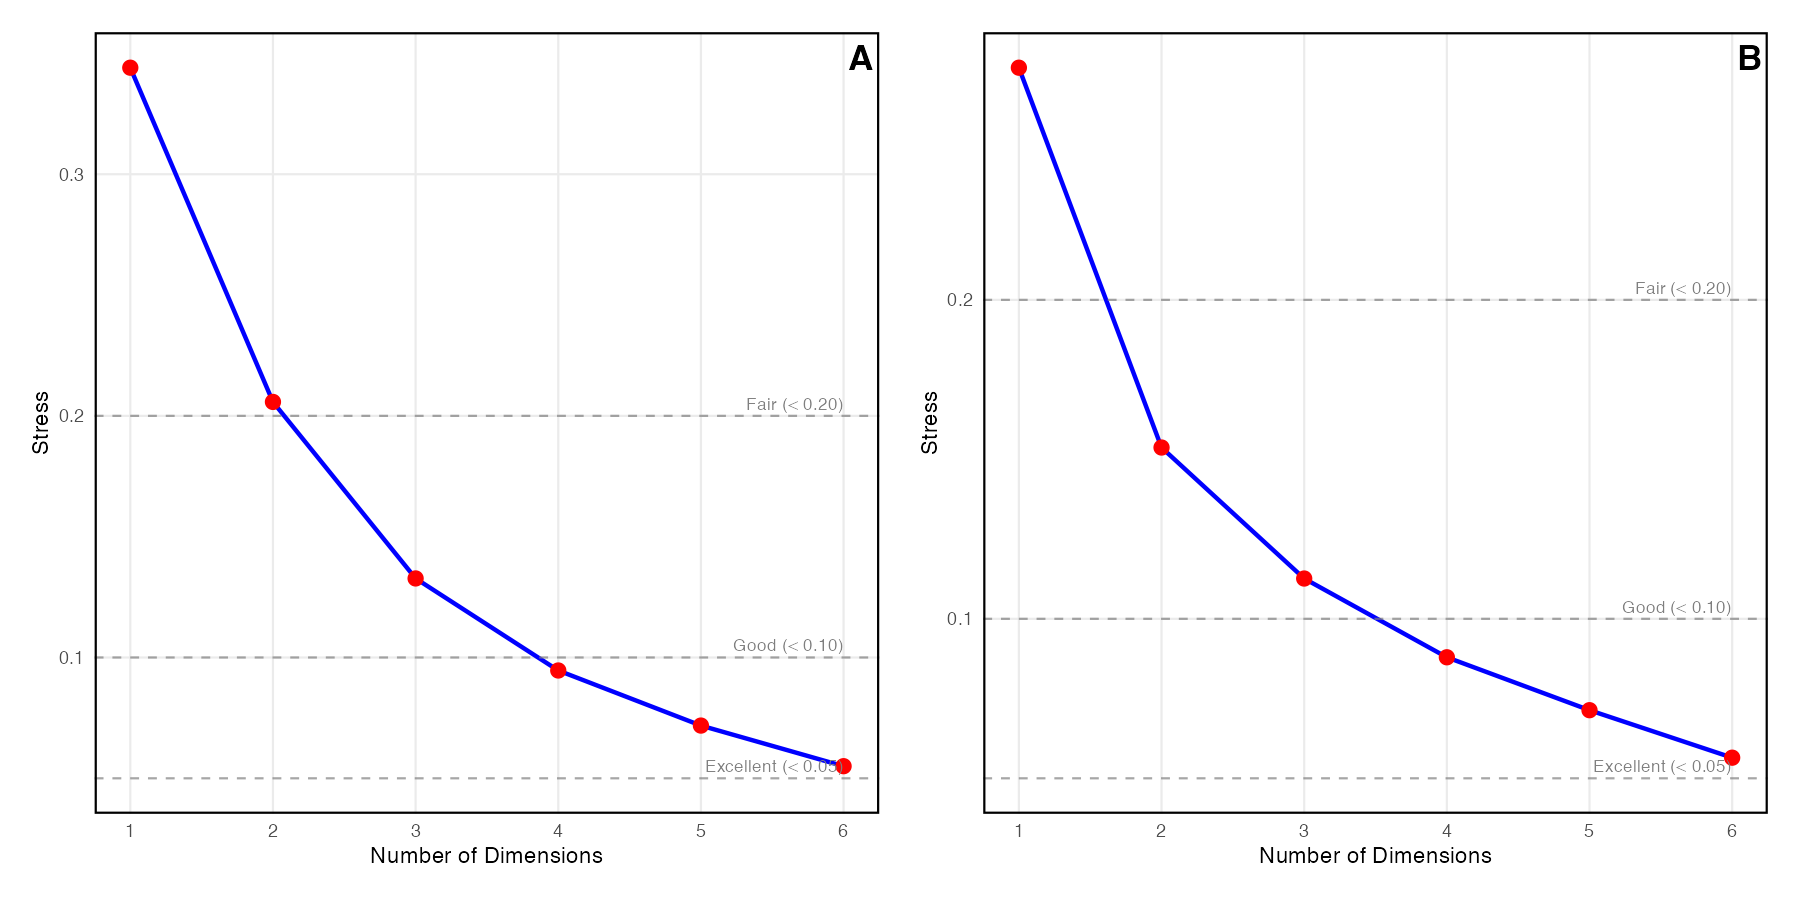 A
Stress
0.3
0.2
0.1
Fair (< 0.20)
Good (< 0.10)
Excellent (< 0.05)
1 2 3 4 5 6
Number of Dimensions
B
Stress
0.2
0.1
Fair (< 0.20)
Good (< 0.10)
Excellent (< 0.05)
1 2 3 4 5 6
Number of Dimensions